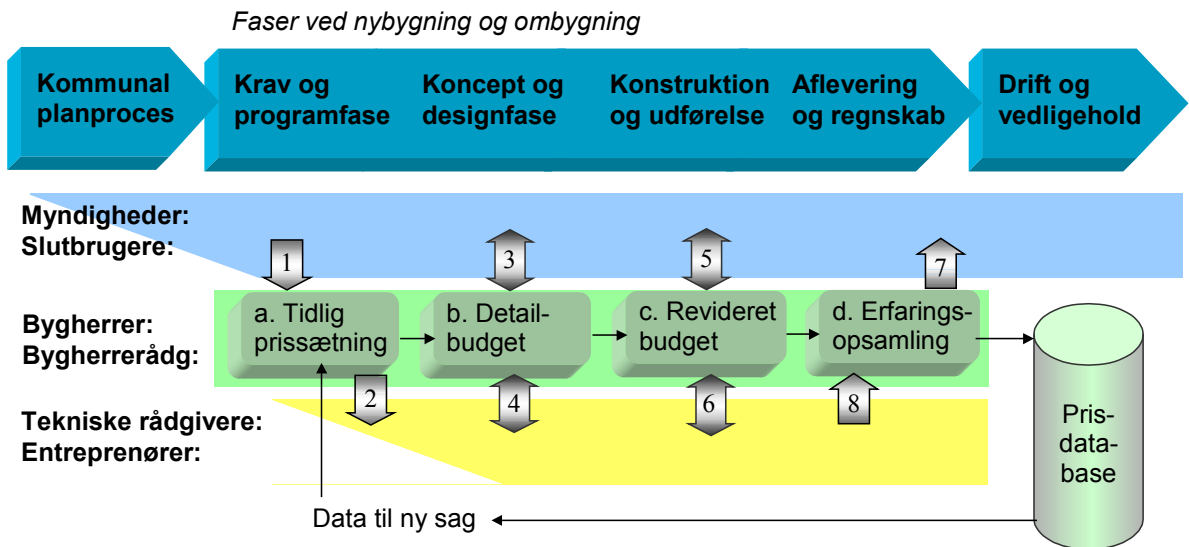 Faser ved nybygning og ombygning
Kommunal
planproces
Krav og
programfase
Koncept og
designfase
Konstruktion
og udførelse
Aflevering
og regnskab
Drift og
vedligehold
Myndigheder:
Slutbrugere:
1
3
5
7
Bygherrer:
Bygherrerådg:
a. Tidlig
prissætning
b. Detail-
budget
c. Revideret
budget
d. Erfarings-
opsamling
2
4
6
8
Tekniske rådgivere:
Entreprenører:
Pris-
data-
base
Data til ny sag